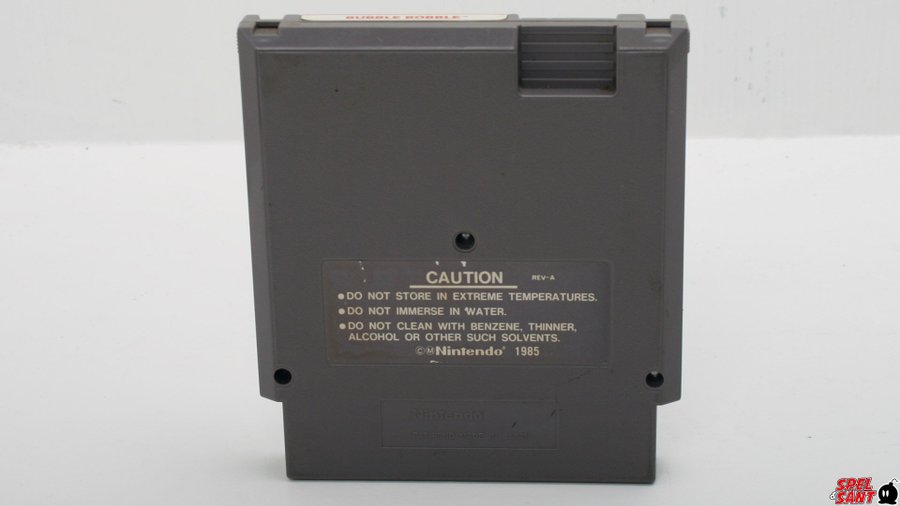 BUBBLE BOBBLE™
CAUTION
REV-A
●DO NOT STORE IN EXTREME TEMPERATURES.
●DO NOT IMMERSE IN WATER.
●DO NOT CLEAN WITH BENZENE, THINNER,
ALCOHOL OR OTHER SUCH SOLVENTS.
©M Nintendo® 1985
Nintendo
SPEL
SANT